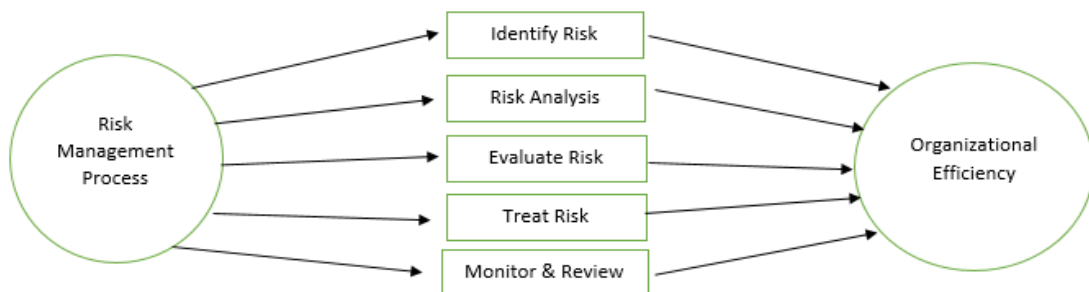 Risk
Management
Process
Identify Risk
Risk Analysis
Evaluate Risk
Treat Risk
Monitor & Review
Organizational
Efficiency